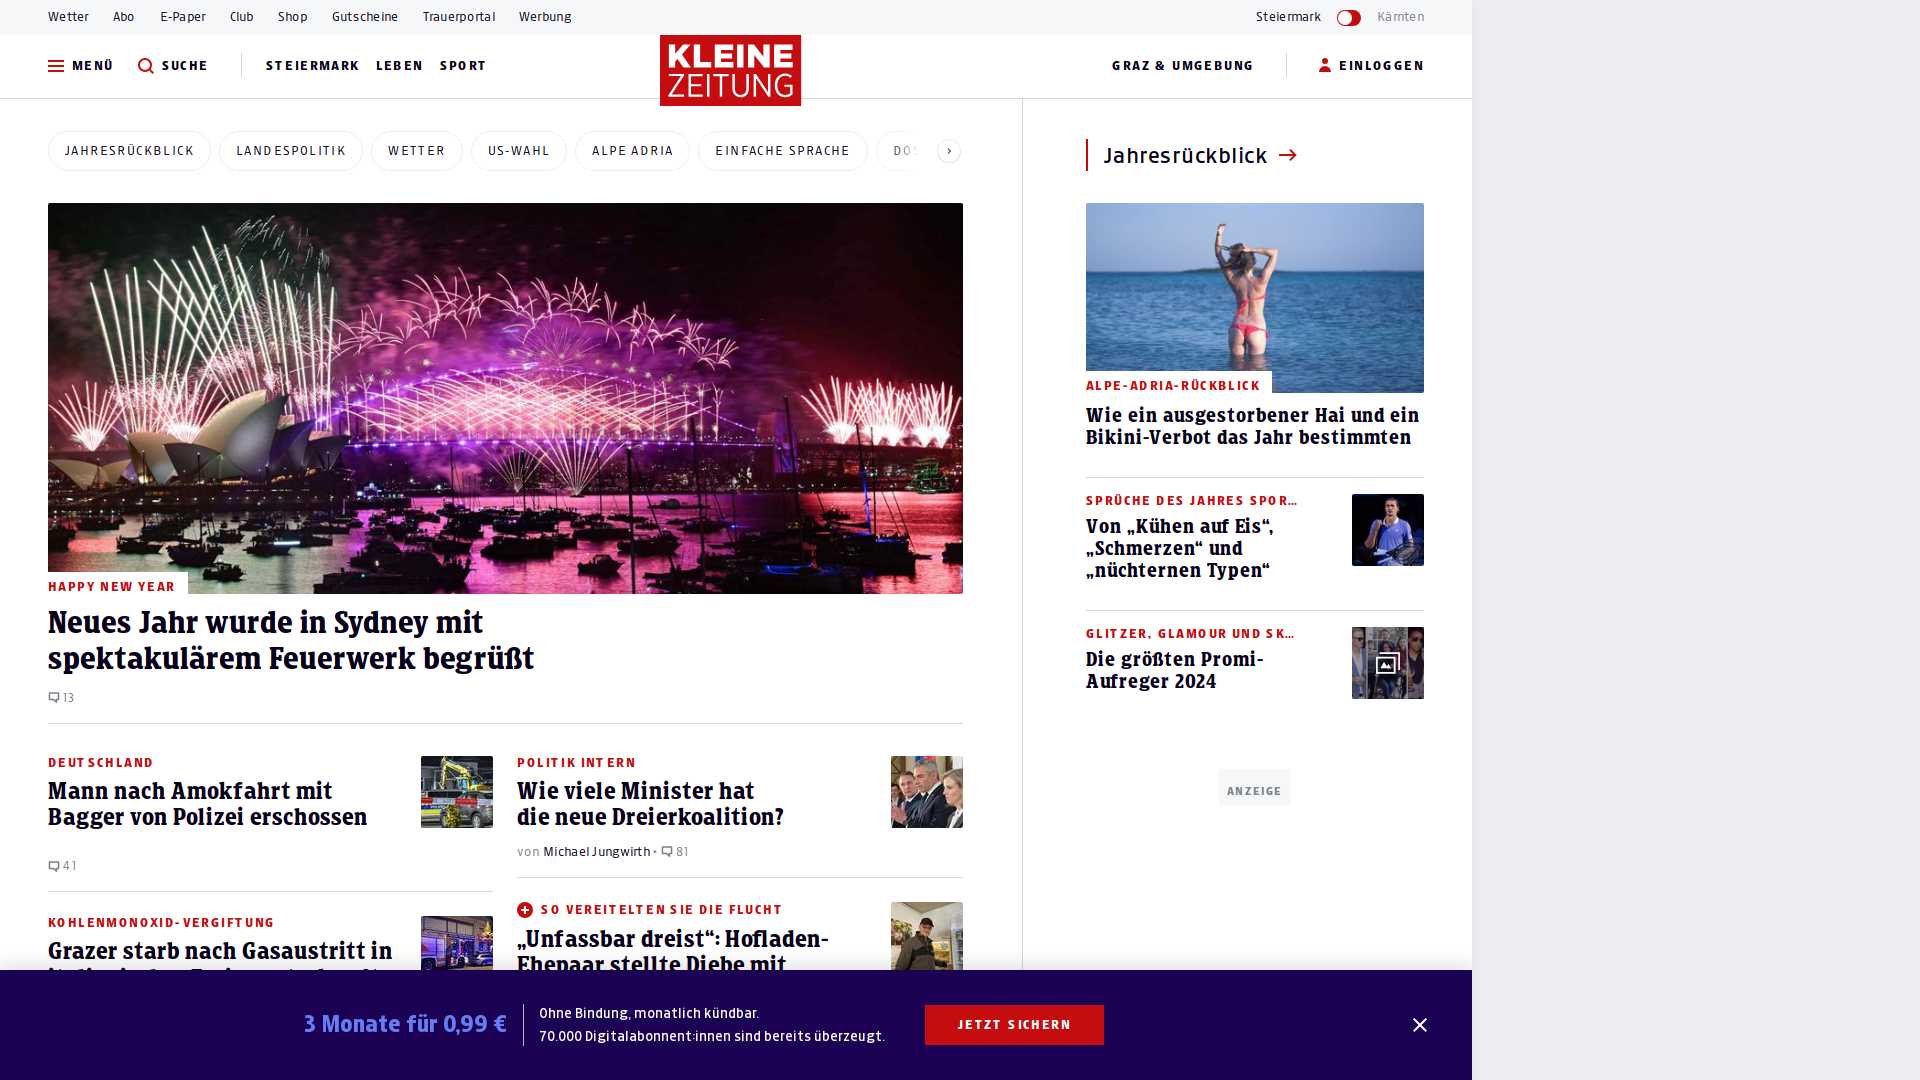 Wetter Abo E-Paper Club Shop Gutscheine Trauerportal Werbung Steiermark Kärnten
MENÜ SUCHE STEIERMARK LEBEN SPORT KLEINE ZEITUNG GRAZ & UMGEBUNG EINLOGGEN
JAHRESRÜCKBLICK LANDESPOLITIK WETTER US-WAHL ALPE ADRIA EINFACHE SPRACHE
HAPPY NEW YEAR
Neues Jahr wurde in Sydney mit
spektakulärem Feuerwerk begrüßt
13
DEUTSCHLAND
Mann nach Amokfahrt mit
Bagger von Polizei erschossen
41
POLITIK INTERN
Wie viele Minister hat
die neue Dreierkoalition?
von Michael Jungwirth • 81
KOHLENMONOXID-VERGIFTUNG
Grazer starb nach Gasaustritt in
SO VEREITELTEN SIE DIE FLUCHT
„Unfassbar dreist“: Hofladen-
Ehepaar stellte Diebe mit
Jahresrückblick
ALPE-ADRIA-RÜCKBLICK
Wie ein ausgestorbener Hai und ein
Bikini-Verbot das Jahr bestimmten
SPRÜCHE DES JAHRES SPOR…
Von „Kühen auf Eis“,
„Schmerzen“ und
„nüchternen Typen“
GLITZER, GLAMOUR UND SK…
Die größten Promi-
Aufreger 2024
ANZEIGE
3 Monate für 0,99 €
Ohne Bindung, monatlich kündbar.
70.000 Digitalabonnent:innen sind bereits überzeugt.
JETZT SICHERN